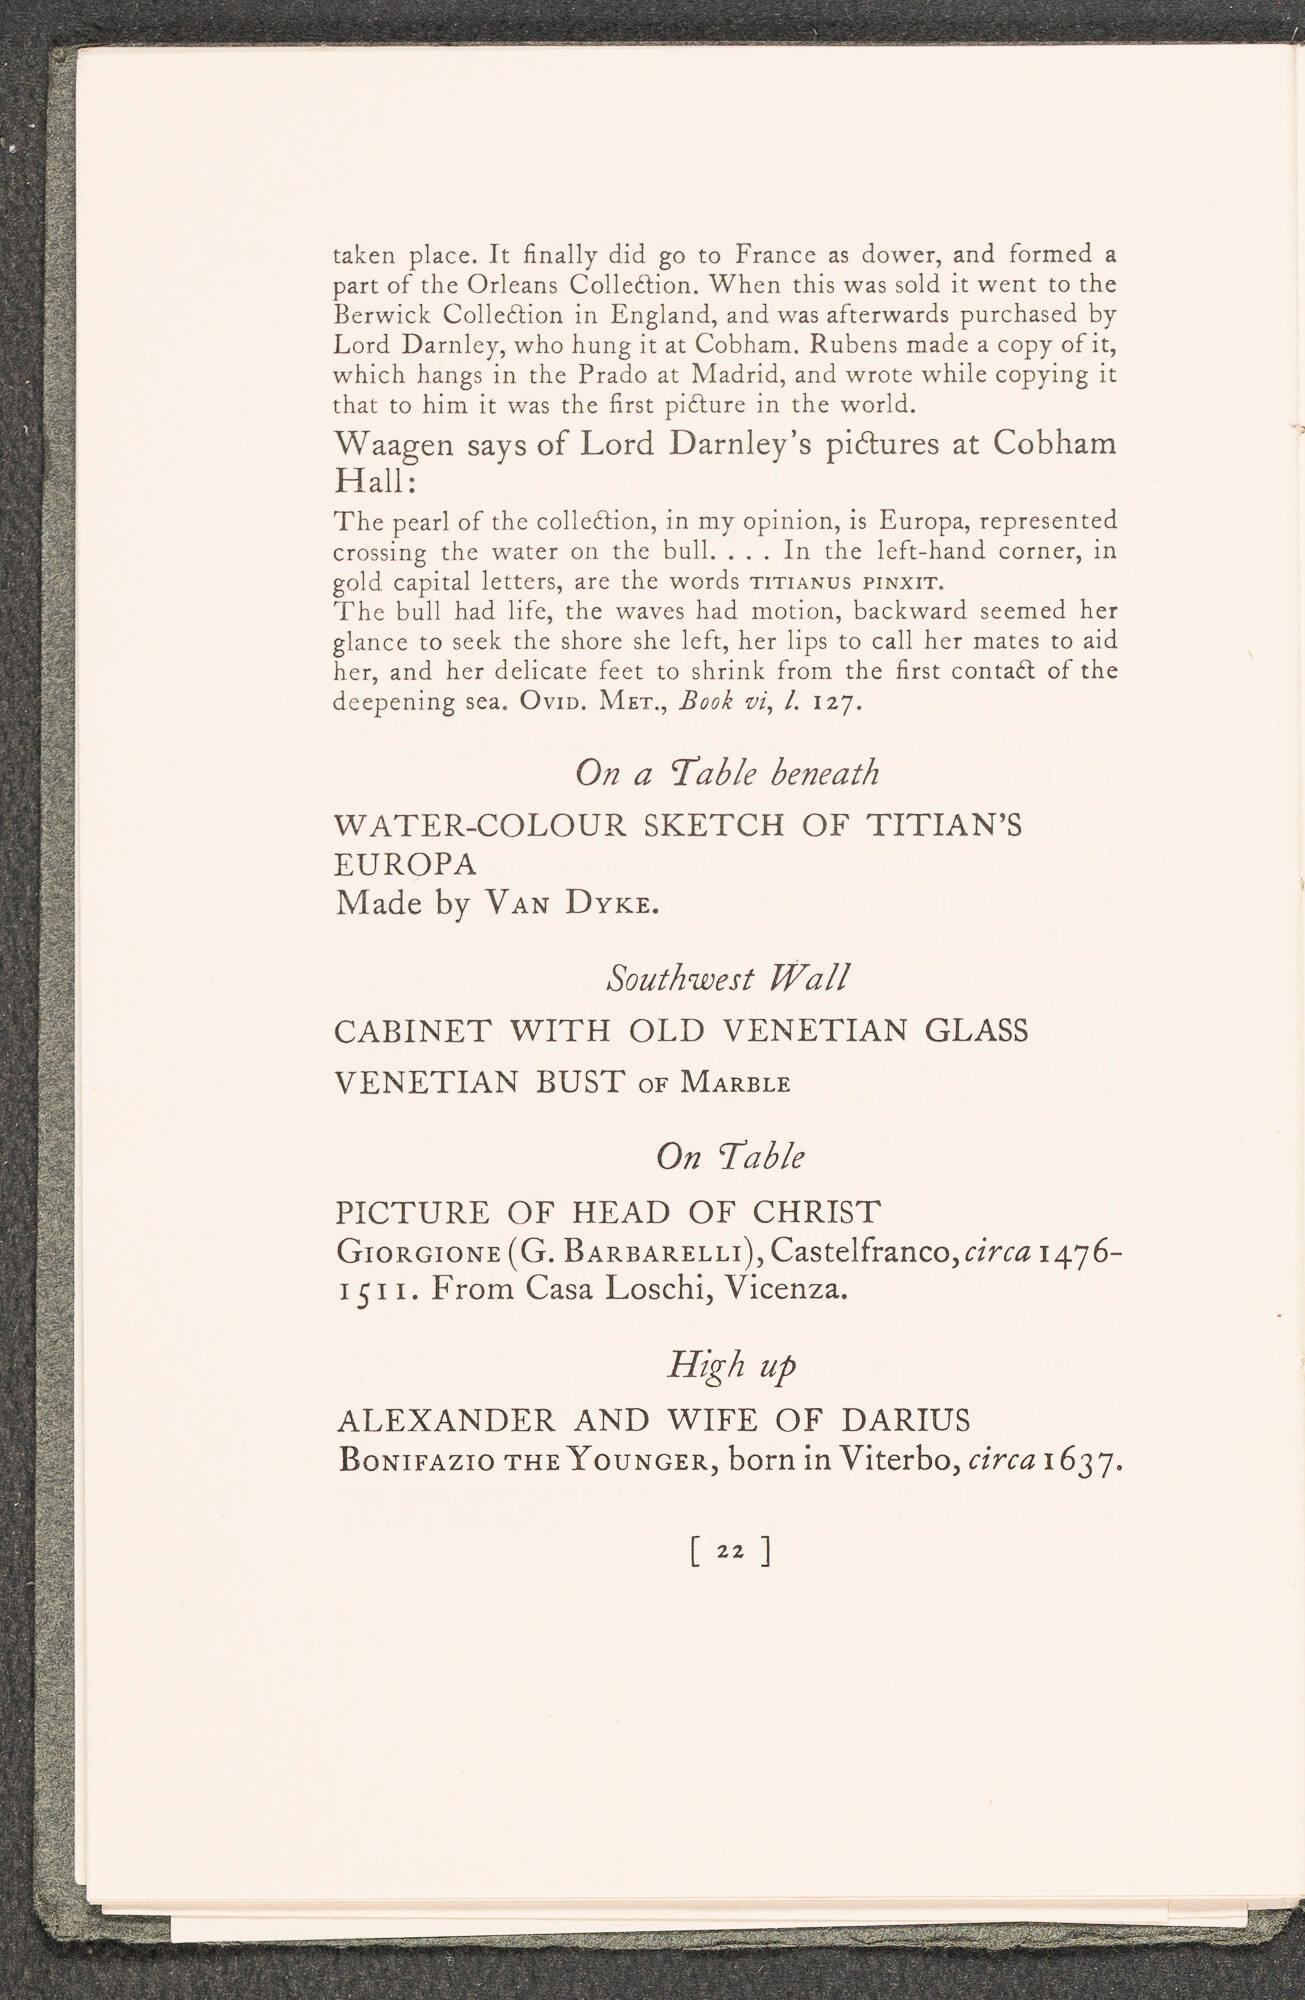 taken place. It finally did go to France as dower, and formed a
part of the Orleans Collection. When this was sold it went to the
Berwick Collection in England, and was afterwards purchased by
Lord Darnley, who hung it at Cobham. Rubens made a copy of it,
which hangs in the Prado at Madrid, and wrote while copying it
that to him it was the first picture in the world.
Waagen says of Lord Darnley's pictures at Cobham
Hall:
The pearl of the collection, in my opinion, is Europa, represented
crossing the water on the bull. . . . In the left-hand corner, in
gold capital letters, are the words TITIANUS PINXIT.
The bull had life, the waves had motion, backward seemed her
glance to seek the shore she left, her lips to call her mates to aid
her, and her delicate feet to shrink from the first contact of the
deepening sea. OVID. MET., Book vi, l. 127.
On a Table beneath
WATER-COLOUR SKETCH OF TITIAN'S
EUROPA
Made by VAN DYKE.
Southwest Wall
CABINET WITH OLD VENETIAN GLASS
VENETIAN BUST OF MARBLE
On Table
PICTURE OF HEAD OF CHRIST
GIORGIONE (G. BARBARELLI), Castelfranco, circa 1476-
1511. From Casa Loschi, Vicenza.
High up
ALEXANDER AND WIFE OF DARIUS
BONIFAZIO THE YOUNGER, born in Viterbo, circa 1637.
[ 22 ]